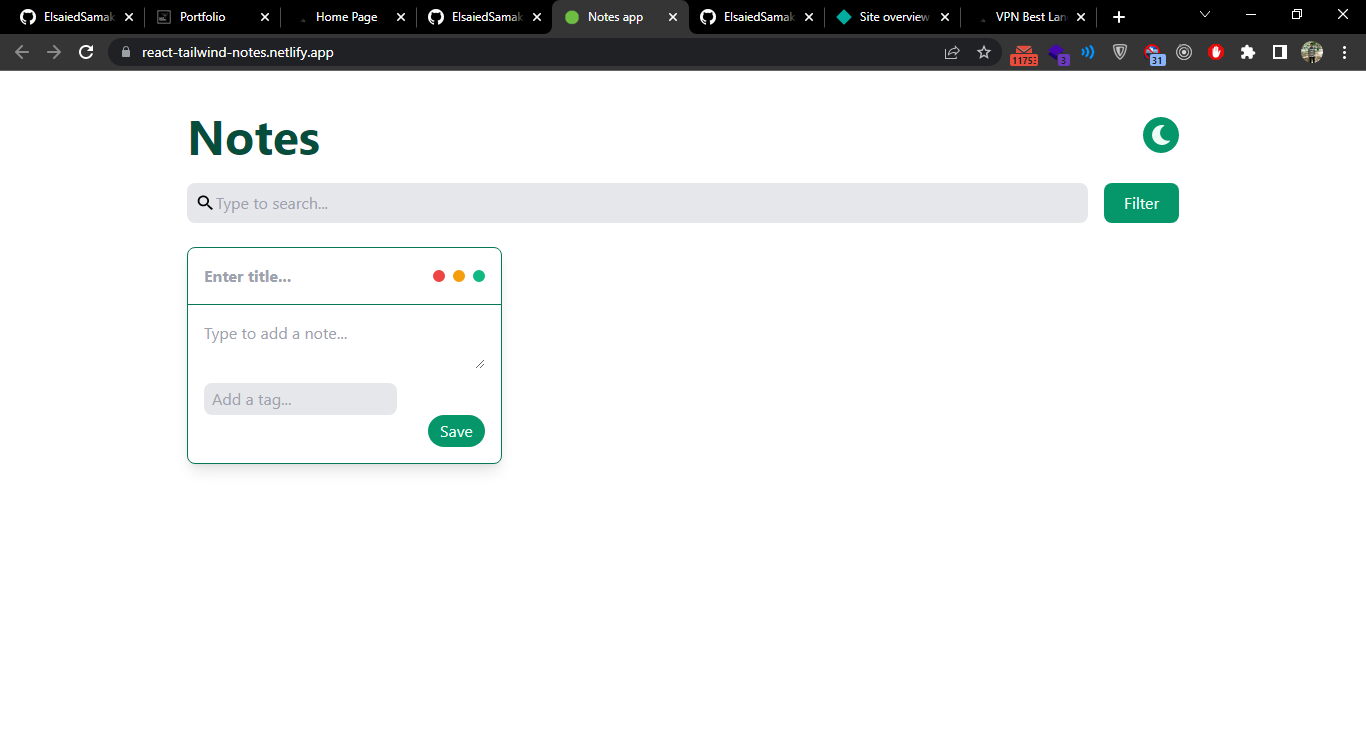 ElsaiedSamak
Portfolio
Home Page
ElsaiedSamak
Notes app
ElsaiedSamak
Site overview
VPN Best Lan
react-tailwind-notes.netlify.app
11753
3
31
Notes
Type to search...
Filter
Enter title...
Type to add a note...
Add a tag...
Save